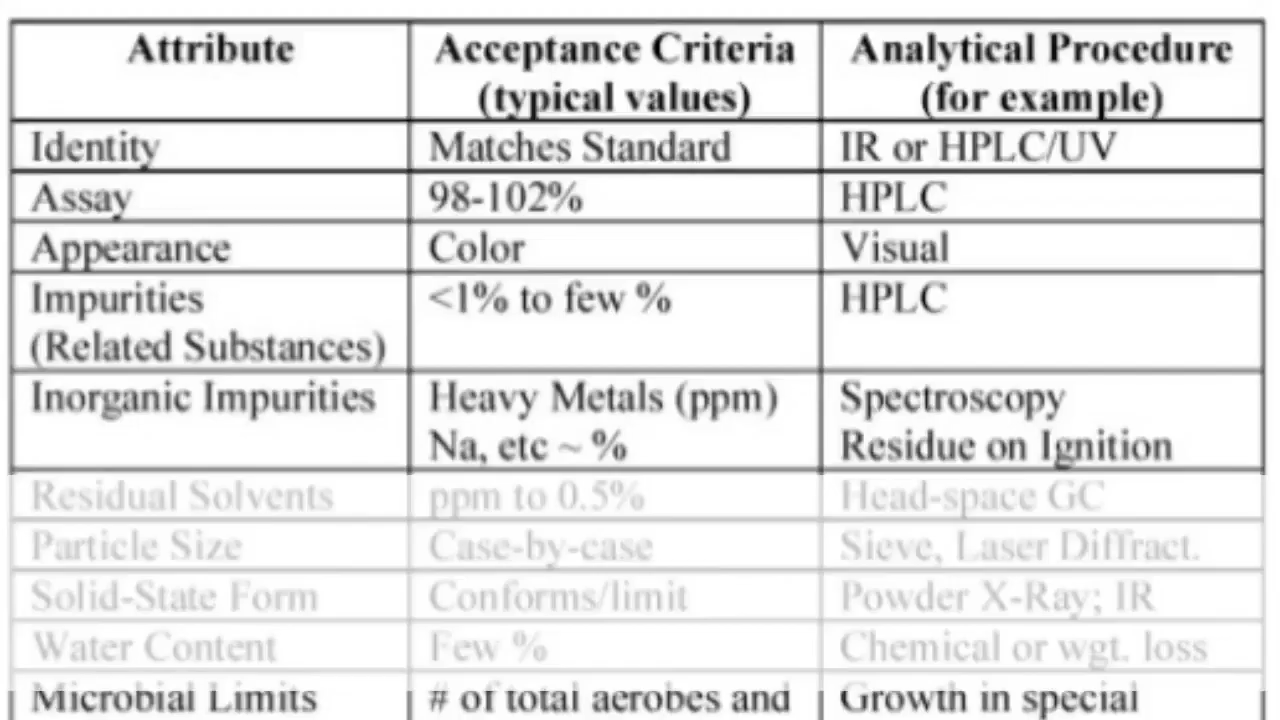 Attribute Acceptance Criteria (typical values) Analytical Procedure (for example)
Identity Matches Standard IR or HPLC/UV
Assay 98-102% HPLC
Appearance Color Visual
Impurities (Related Substances) <1% to few % HPLC
Inorganic Impurities Heavy Metals (ppm) Na, etc ~ % Spectroscopy Residue on Ignition
Residual Solvents ppm to 0.5% Head-space GC
Particle Size Case-by-case Sieve, Laser Diffract.
Solid-State Form Conforms/limit Powder X-Ray; IR
Water Content Few % Chemical or wgt. loss
Microbial Limits # of total aerobes and Growth in special